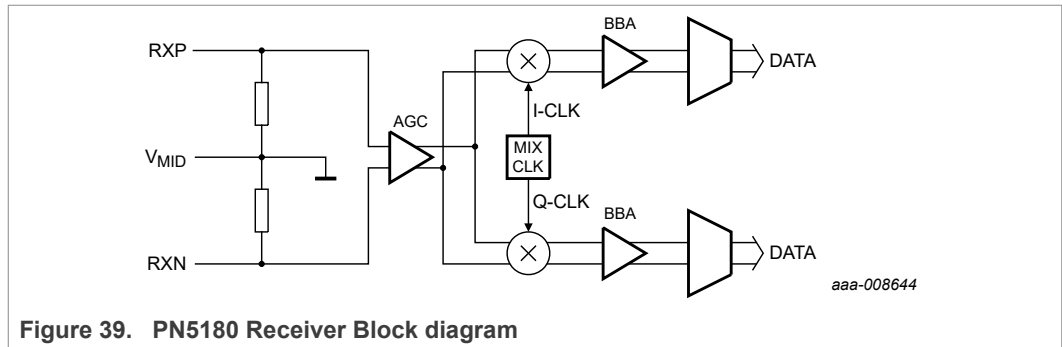 RXP
V_MID
RXN
AGC
I-CLK
MIX
CLK
Q-CLK
BBA
DATA
BBA
DATA
aaa-008644
Figure 39. PN5180 Receiver Block diagram